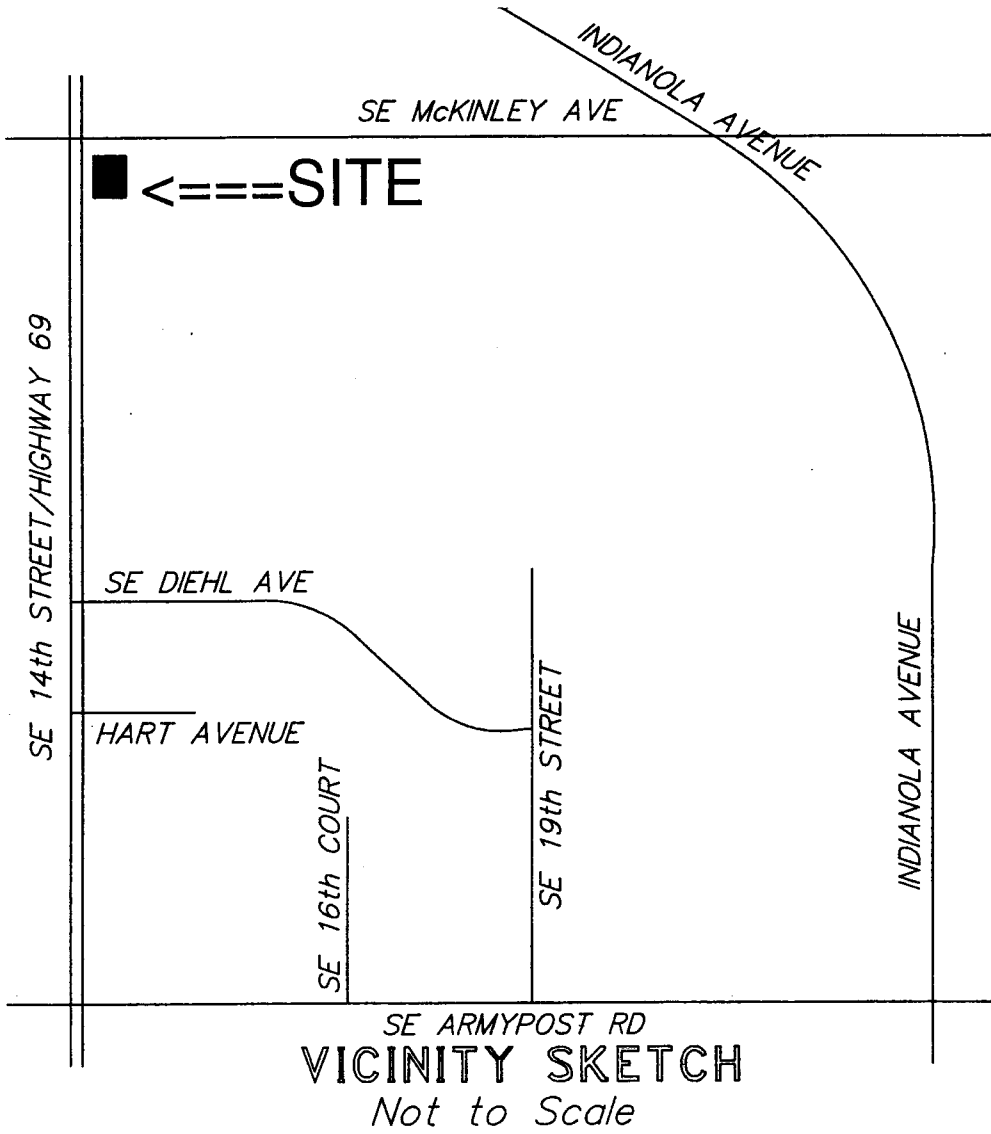 INDIANOLA AVENUE
SE McKINLEY AVE
<===SITE
SE 14th STREET/HIGHWAY 69
SE DIEHL AVE
HART AVENUE
SE 16th COURT
SE 19th STREET
INDIANOLA AVENUE
SE ARMYPOST RD
VICINITY SKETCH
Not to Scale